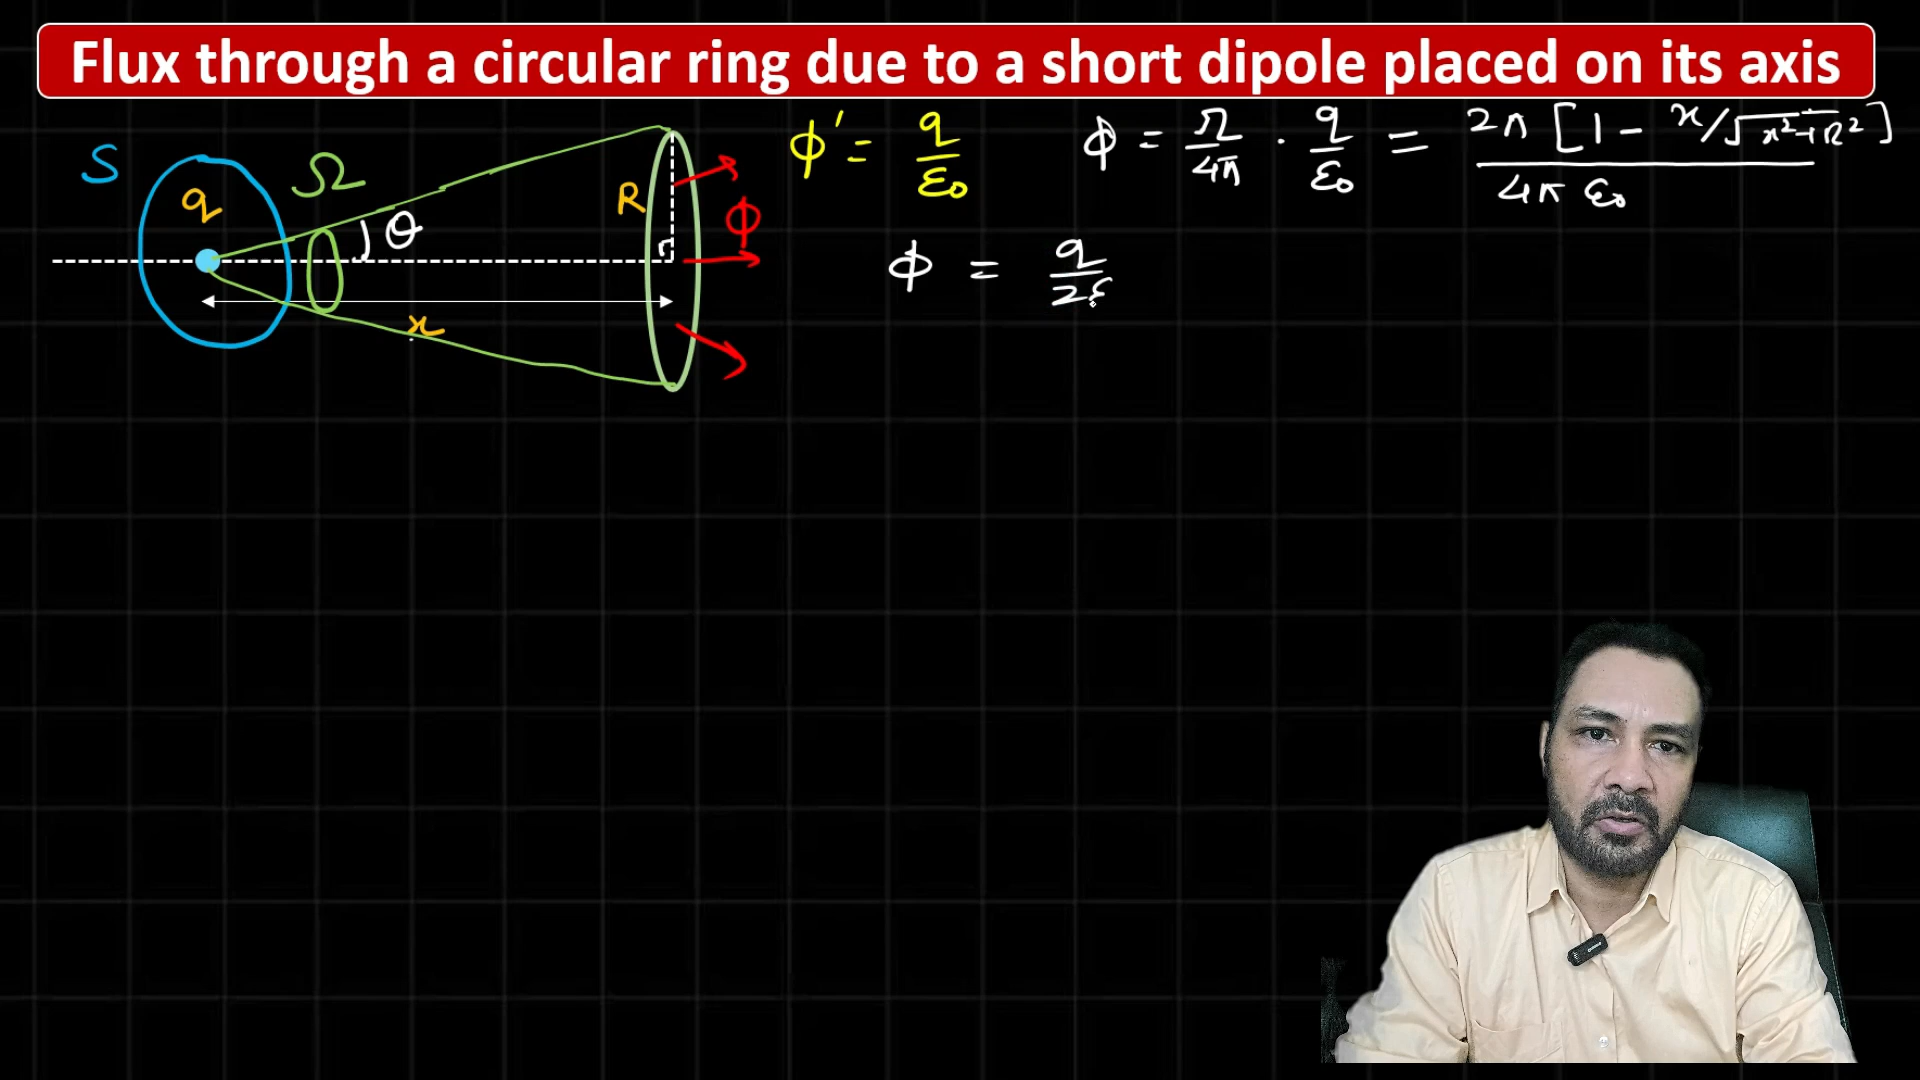 Flux through a circular ring due to a short dipole placed on its axis
φ' = q/ε₀
φ = Ω/4π · q/ε₀ = 2π [1 - x/√x²+R²] / 4π ε₀
S
q
Ω
θ
R
φ
x
φ = q/2ε